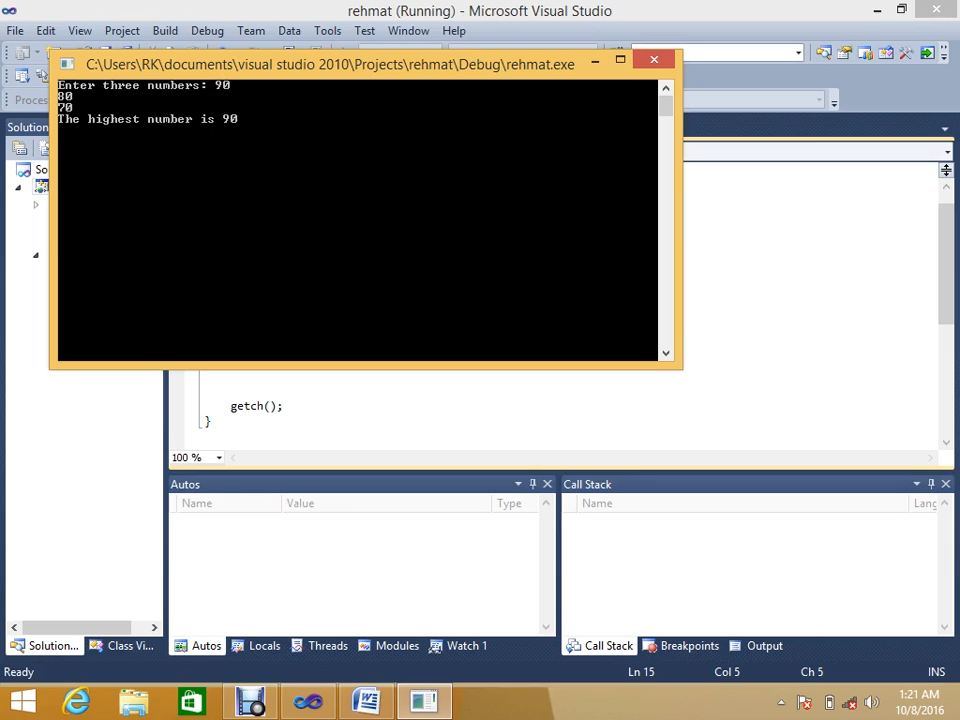 rehmat (Running) - Microsoft Visual Studio
File Edit View Project Build Debug Team Data Tools Test Window Help
C:\Users\RK\documents\visual studio 2010\Projects\rehmat\Debug\rehmat.exe
Proces
Enter three numbers: 90
80
70
The highest number is 90
Solution
So
getch();
}
100 %
Autos
Name Value Type
Call Stack
Name Lang
Solution... Class Vi... Autos Locals Threads Modules Watch 1 Call Stack Breakpoints Output
Ready Ln 15 Col 5 Ch 5 INS
1:21 AM
10/8/2016